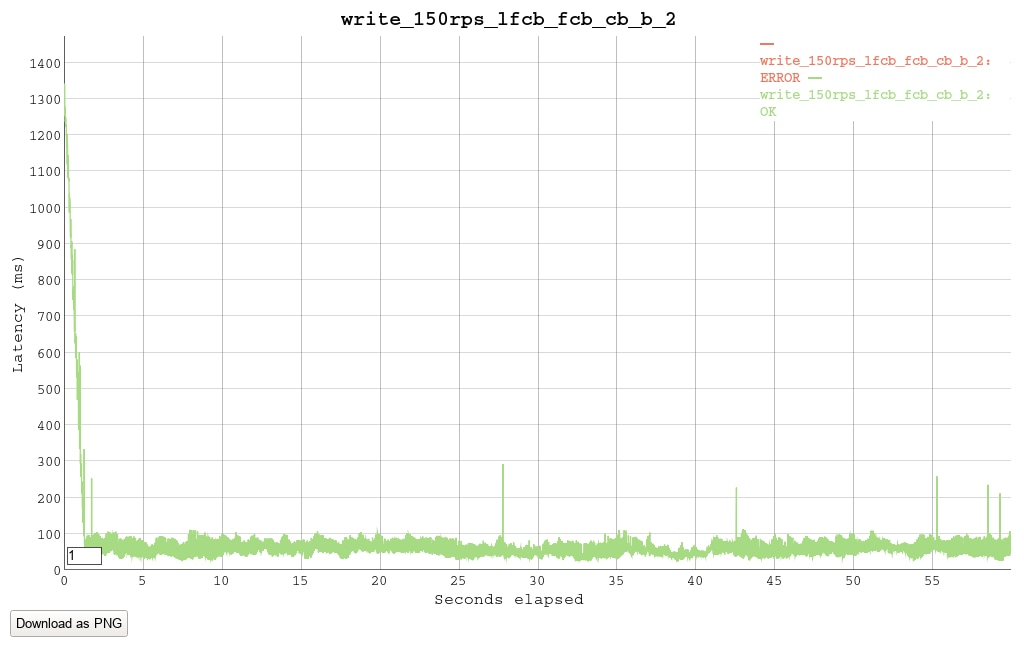 write_150rps_lfcb_fcb_cb_b_2
write_150rps_lfcb_fcb_cb_b_2:
ERROR
write_150rps_lfcb_fcb_cb_b_2:
OK
1400
1300
1200
1100
1000
900
800
700
600
500
400
300
200
100
0
Latency (ms)
1
0 5 10 15 20 25 30 35 40 45 50 55
Seconds elapsed
Download as PNG